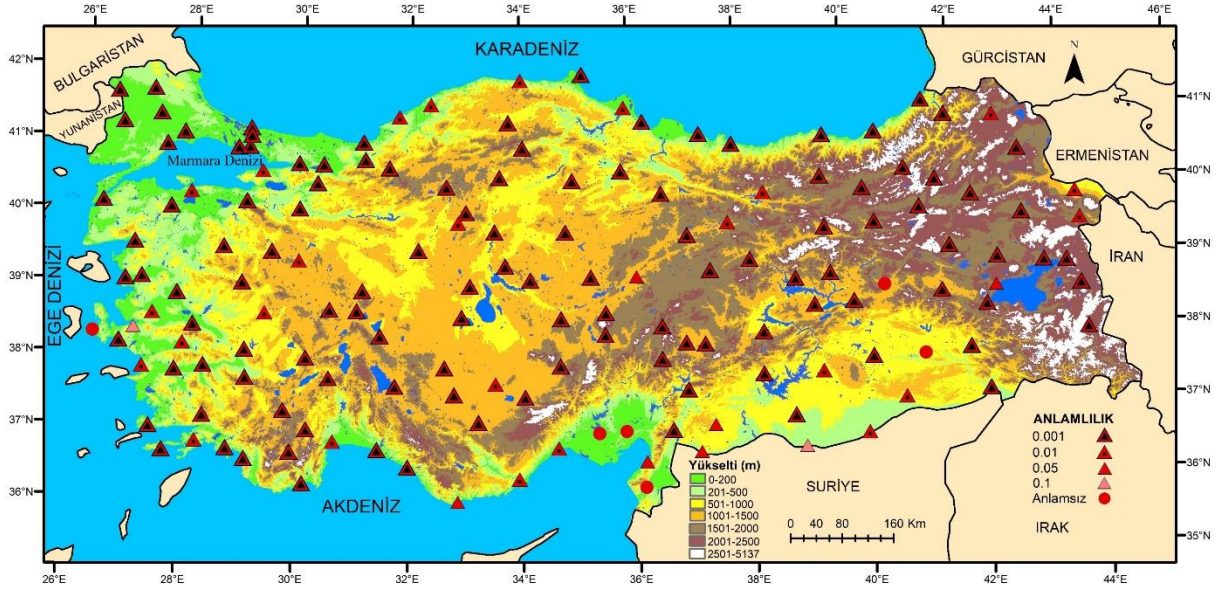 26°E 28°E 30°E 32°E 34°E 36°E 38°E 40°E 42°E 44°E 46°E
42°N
41°N
40°N
39°N
38°N
37°N
36°N
41°N
40°N
39°N
38°N
37°N
36°N
35°N
BULGARİSTAN
YUNANİSTAN
KARADENİZ
GÜRCİSTAN
N
ERMENİSTAN
Marmara Denizi
İRAN
EGE DENİZİ
AKDENİZ
SURİYE
IRAK
Yükselti (m)
0-200
201-500
501-1000
1001-1500
1501-2000
2001-2500
2501-5137
0 40 80 160 Km
ANLAMLILIK
0.001
0.01
0.05
0.1
Anlamsız
26°E 28°E 30°E 32°E 34°E 36°E 38°E 40°E 42°E 44°E